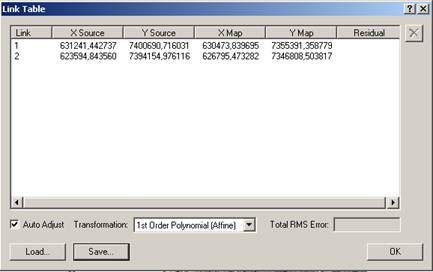 Link Table
Link X Source Y Source X Map Y Map Residual
1 631241,442737 7400690,716031 630473,839695 7355391,358779
2 623594,843560 7394154,976116 626795,473282 7346808,503817
Auto Adjust Transformation: 1st Order Polynomial (Affine) Total RMS Error:
Load... Save... OK